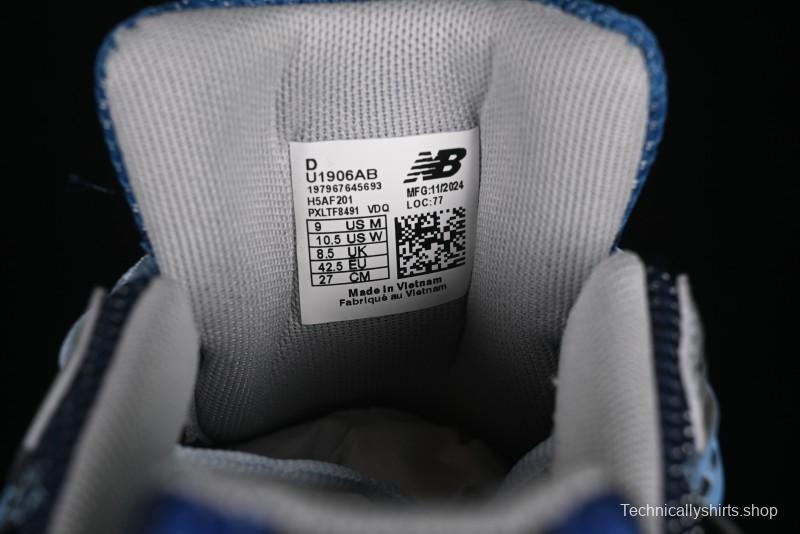 D
U1906AB
197967645693
H5AF201
PXLTF8491 VDQ
NB
MFG:11/2024
LOC:77
9 US M
10.5 US W
8.5 UK
42.5 EU
27 CM
Made in Vietnam
Fabriqué au Vietnam
Technicallyshirts.shop